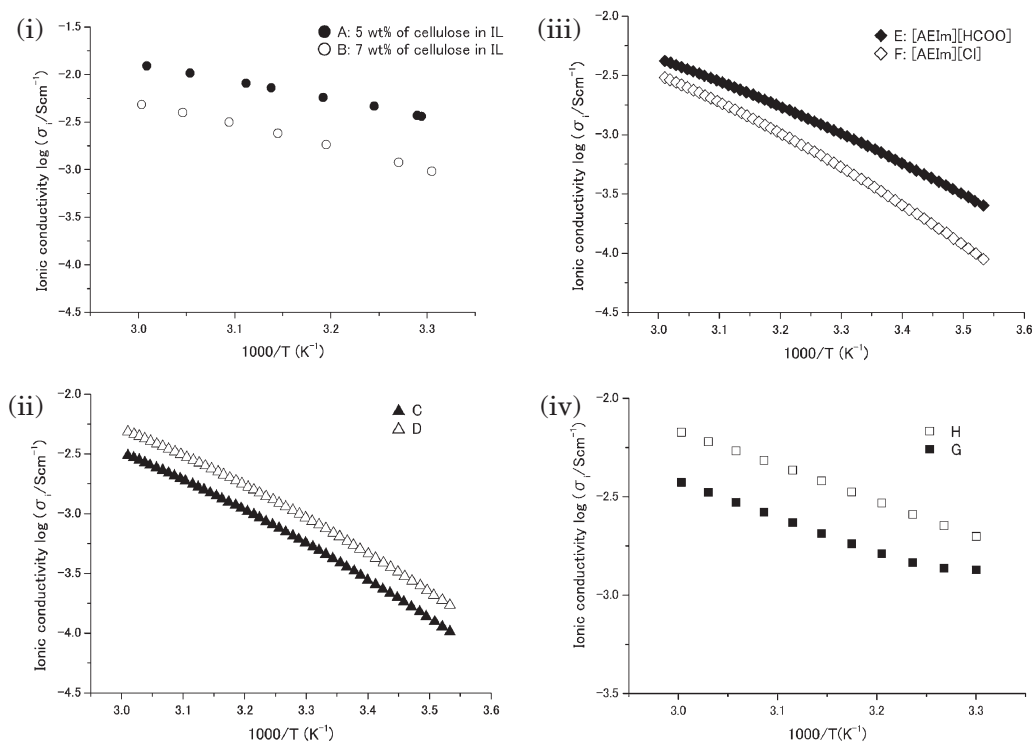 (i)
A: 5 wt% of cellulose in IL
B: 7 wt% of cellulose in IL
Ionic conductivity log (σi/Scm⁻¹)
-1.5
-2.0
-2.5
-3.0
-3.5
-4.0
-4.5
3.0 3.1 3.2 3.3
1000/T (K⁻¹)
(iii)
E: [AEIm][HCOO]
F: [AEIm][Cl]
Ionic conductivity log (σi/Scm⁻¹)
-2.0
-2.5
-3.0
-3.5
-4.0
-4.5
3.0 3.1 3.2 3.3 3.4 3.5 3.6
1000/T (K⁻¹)
(ii)
C
D
Ionic conductivity log (σi/Scm⁻¹)
-2.0
-2.5
-3.0
-3.5
-4.0
-4.5
3.0 3.1 3.2 3.3 3.4 3.5 3.6
1000/T (K⁻¹)
(iv)
H
G
Ionic conductivity log (σi/Scm⁻¹)
-2.0
-2.5
-3.0
-3.5
3.0 3.1 3.2 3.3
1000/T(K⁻¹)